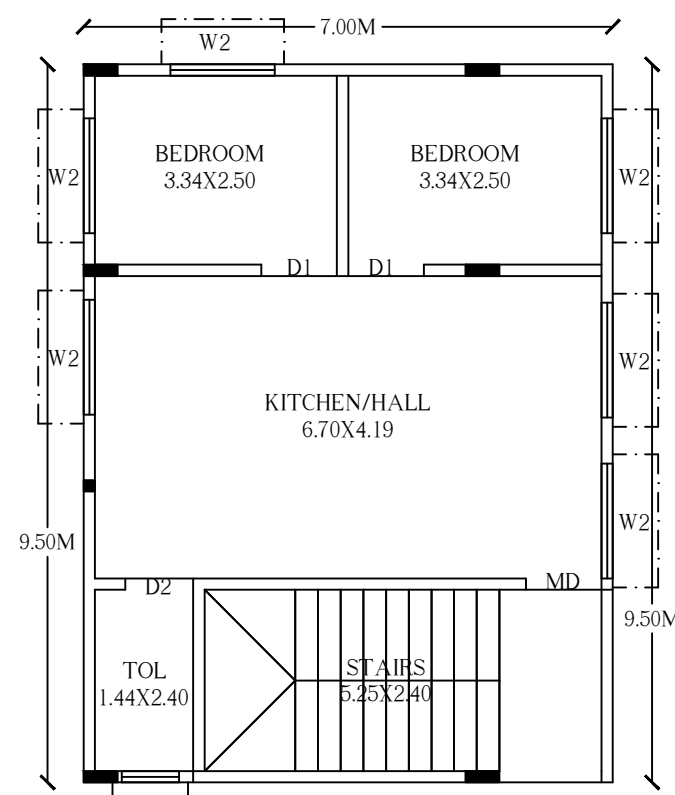 7.00M
W2
BEDROOM
3.34X2.50
BEDROOM
3.34X2.50
W2
W2
D1
D1
W2
W2
KITCHEN/HALL
6.70X4.19
W2
9.50M
D2
MD
9.50M
TOL
1.44X2.40
STAIRS
5.25X2.40